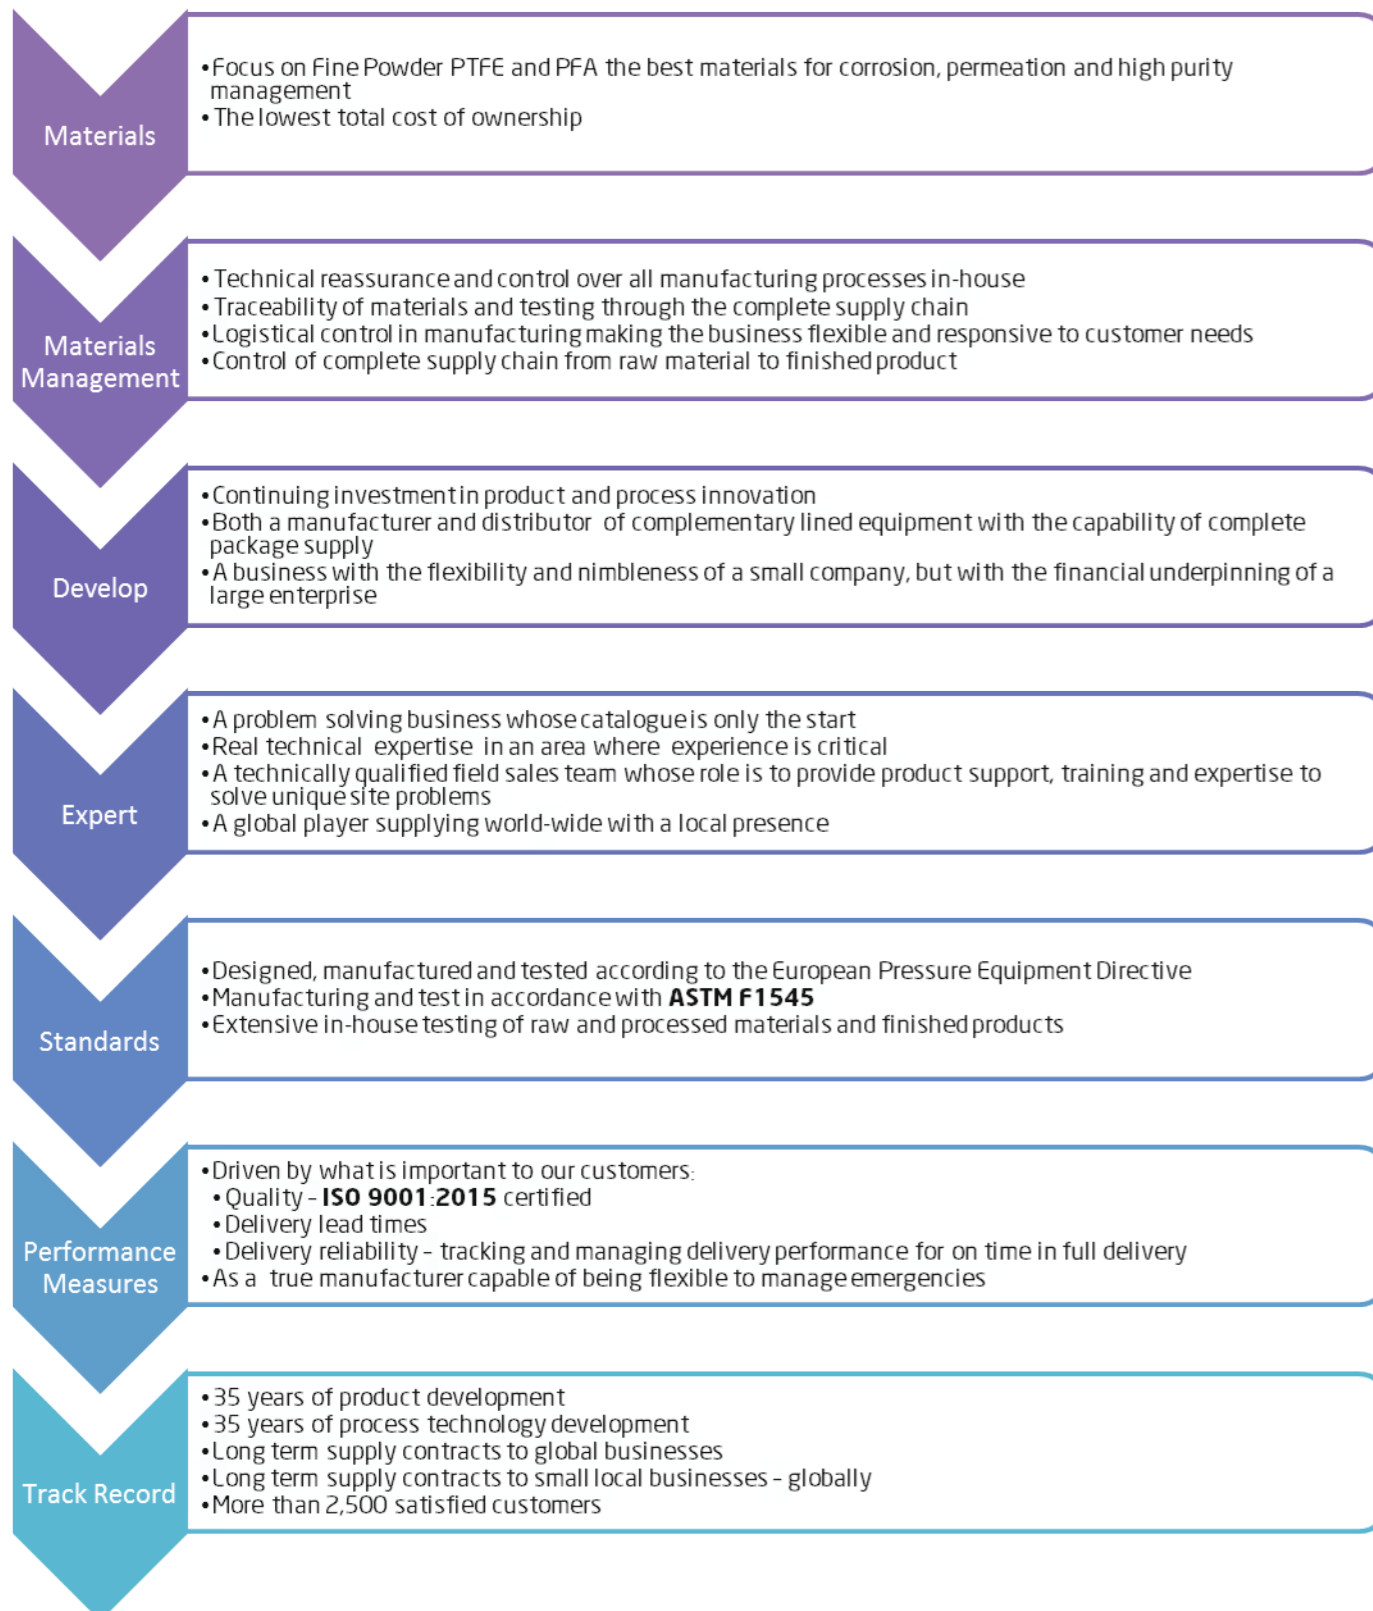 Materials
•Focus on Fine Powder PTFE and PFA the best materials for corrosion, permeation and high purity
management
•The lowest total cost of ownership
Materials
Management
•Technical reassurance and control over all manufacturing processes in-house
•Traceability of materials and testing through the complete supply chain
•Logistical control in manufacturing making the business flexible and responsive to customer needs
•Control of complete supply chain from raw material to finished product
Develop
•Continuing investment in product and process innovation
•Both a manufacturer and distributor of complementary lined equipment with the capability of complete
package supply
•A business with the flexibility and nimbleness of a small company, but with the financial underpinning of a
large enterprise
Expert
•A problem solving business whose catalogue is only the start
•Real technical expertise in an area where experience is critical
•A technically qualified field sales team whose role is to provide product support, training and expertise to
solve unique site problems
•A global player supplying world-wide with a local presence
Standards
•Designed, manufactured and tested according to the European Pressure Equipment Directive
•Manufacturing and test in accordance with ASTM F1545
•Extensive in-house testing of raw and processed materials and finished products
Performance
Measures
•Driven by what is important to our customers:
•Quality – ISO 9001:2015 certified
•Delivery lead times
•Delivery reliability – tracking and managing delivery performance for on time in full delivery
•As a true manufacturer capable of being flexible to manage emergencies
Track Record
•35 years of product development
•35 years of process technology development
•Long term supply contracts to global businesses
•Long term supply contracts to small local businesses – globally
•More than 2,500 satisfied customers